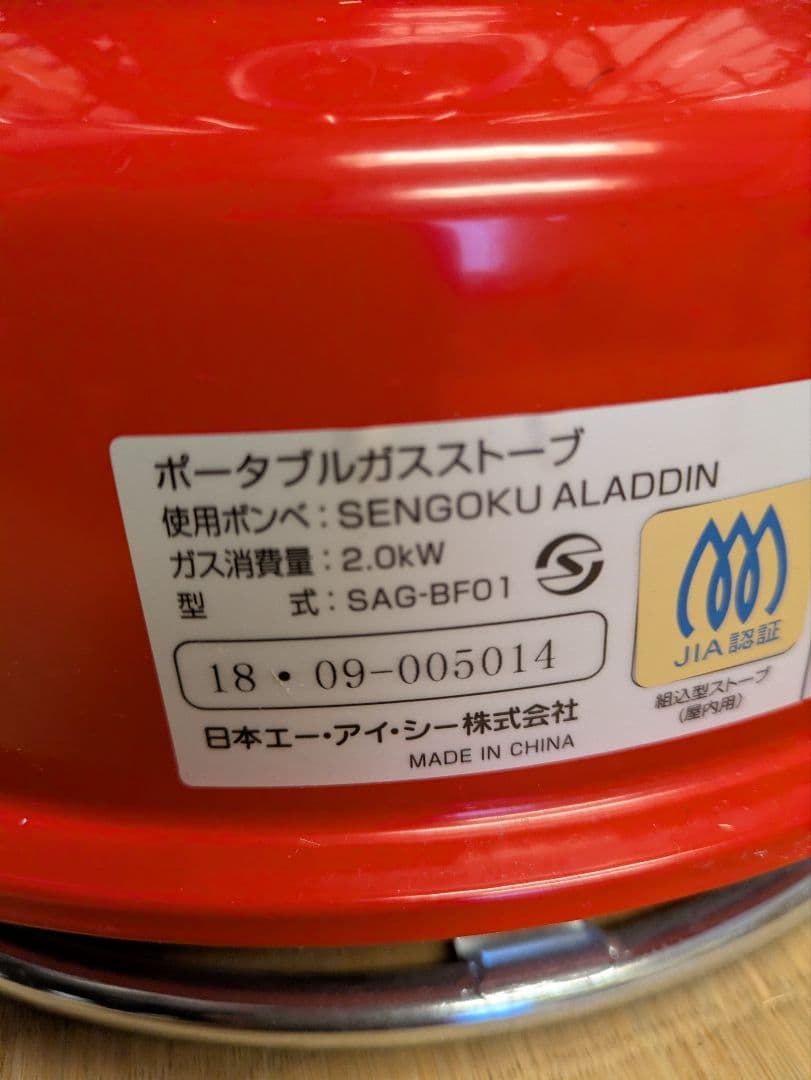 ポータブルガスストーブ
使用ボンベ：SENGOKU ALADDIN
ガス消費量：2.0kW
型 式：SAG-BF01
18・09-005014
日本エー・アイ・シー株式会社
MADE IN CHINA
JIA認証
組込型ストーブ
(屋内用)